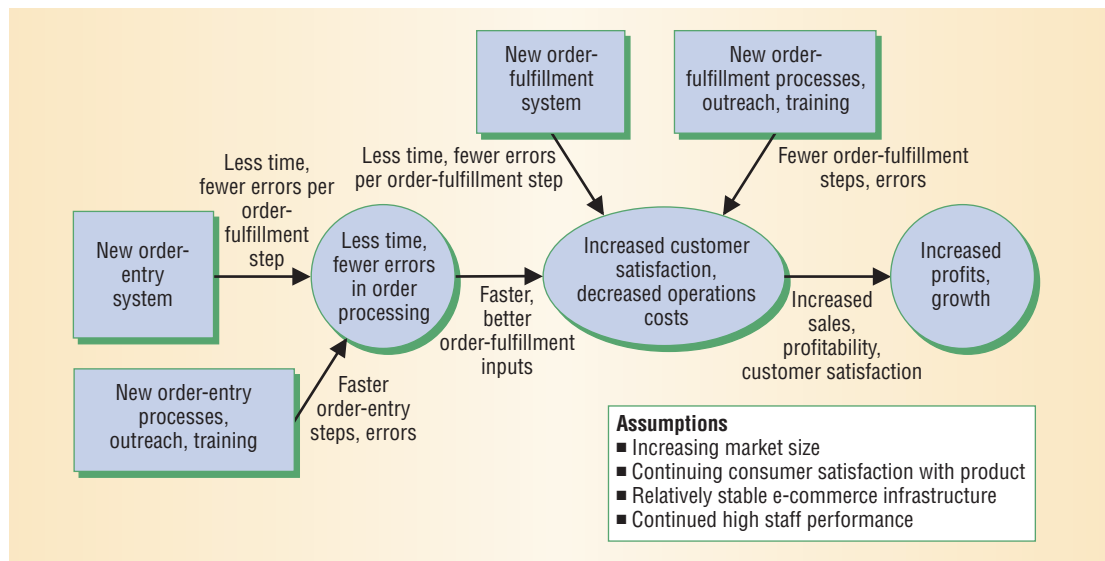 New order-
fulfillment
system
New
order-
fulfillment processes,
outreach, training
Less time, fewer errors
per order-fulfillment step
Fewer order-fulfillment
steps, errors
Less time,
fewer errors per
order-
fulfillment
step
New order-
entry
system
Less time,
fewer errors
in order
processing
Faster,
better
order-fulfillment
inputs
Increased customer
satisfaction,
decreased operations
costs
Increased
sales,
profitability,
customer satisfaction
Increased
profits,
growth
New order-entry
processes,
outreach, training
Faster
order-entry
steps, errors
Assumptions
■ Increasing market size
■ Continuing consumer satisfaction with product
■ Relatively stable e-commerce infrastructure
■ Continued high staff performance